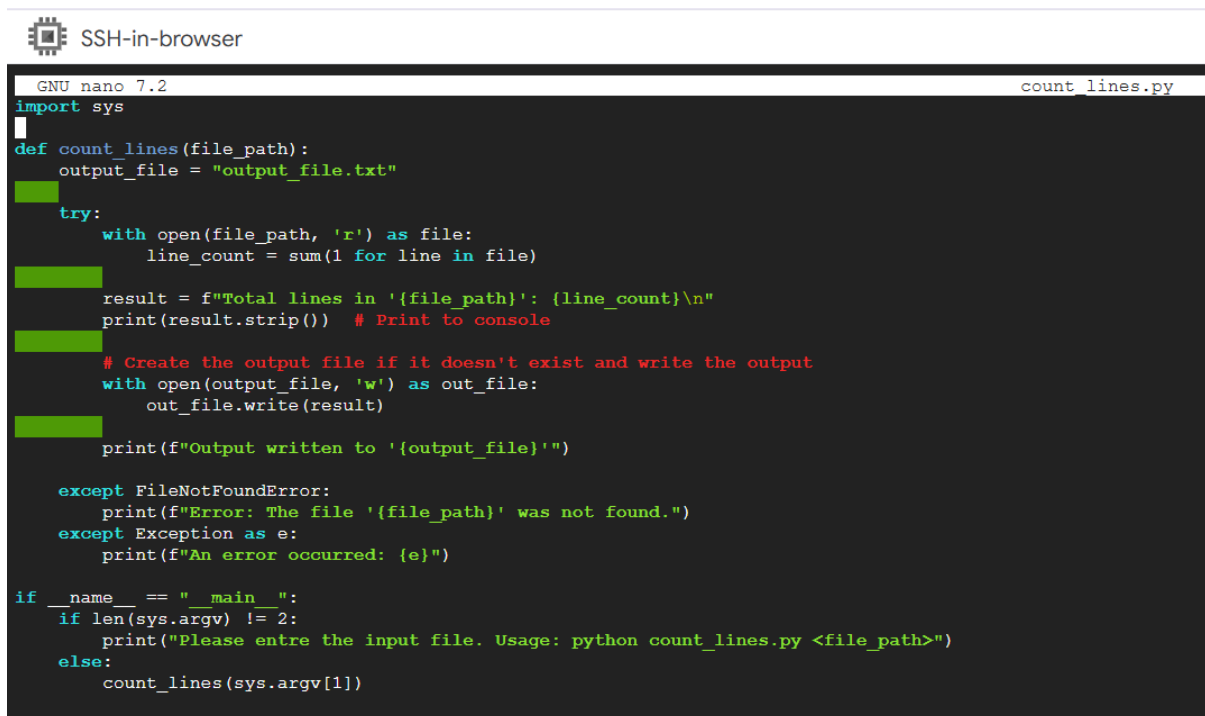 SSH-in-browser
GNU nano 7.2 count_lines.py
import sys
def count_lines(file_path):
    output_file = "output_file.txt"
    try:
        with open(file_path, 'r') as file:
            line_count = sum(1 for line in file)
        result = f"Total lines in '{file_path}': {line_count}\n"
        print(result.strip())  # Print to console
        # Create the output file if it doesn't exist and write the output
        with open(output_file, 'w') as out_file:
            out_file.write(result)
        print(f"Output written to '{output_file}'")
    except FileNotFoundError:
        print(f"Error: The file '{file_path}' was not found.")
    except Exception as e:
        print(f"An error occurred: {e}")
if __name__ == "__main__":
    if len(sys.argv) != 2:
        print("Please entre the input file. Usage: python count_lines.py <file_path>")
    else:
        count_lines(sys.argv[1])